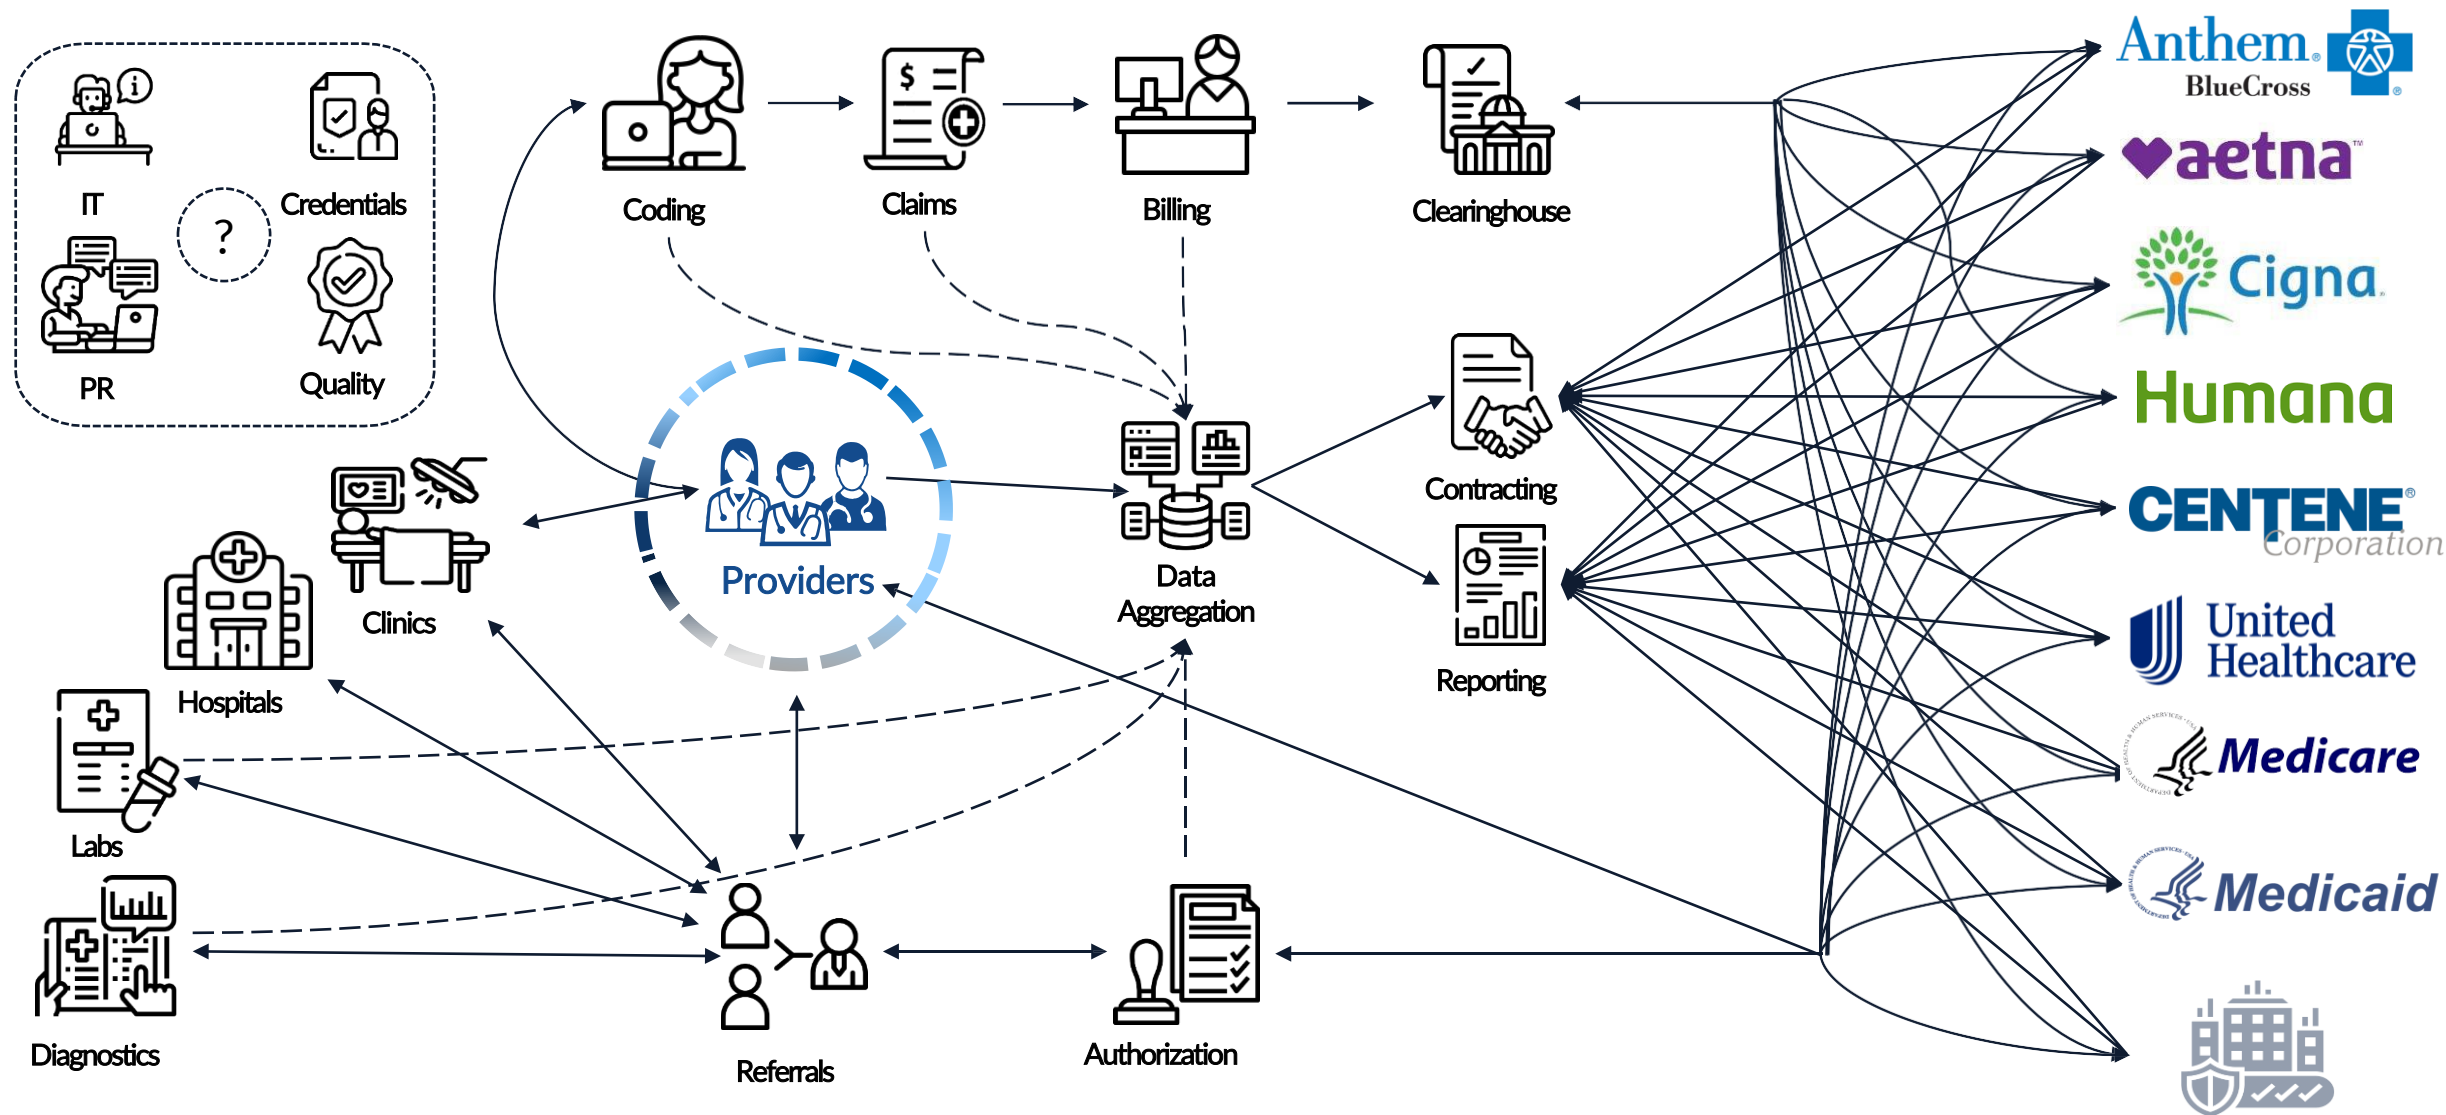 IT
Credentials
?
PR
Quality
Coding
$
Claims
Billing
Clearinghouse
Anthem®
BlueCross
®
aetna™
Cigna®
Humana
CENTENE®
Corporation
United
Healthcare
Medicare
Medicaid
Contracting
Reporting
Data
Aggregation
Providers
Clinics
Hospitals
Labs
Diagnostics
Referrals
Authorization